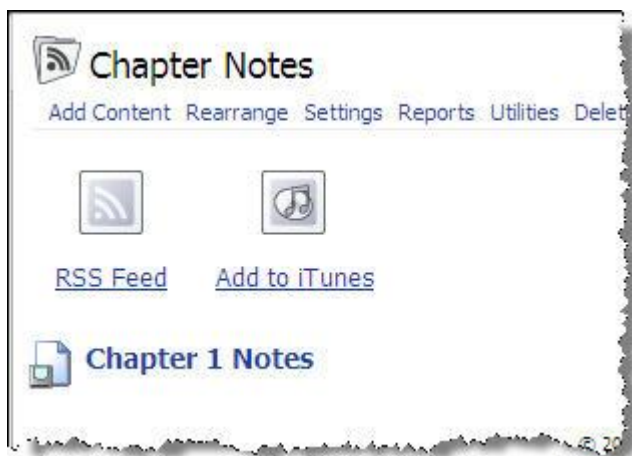 Chapter Notes
Add Content Rearrange Settings Reports Utilities
RSS Feed Add to iTunes
Chapter 1 Notes